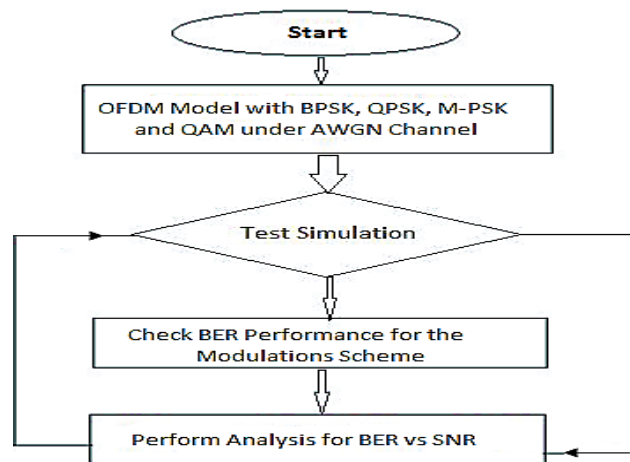 Start
OFDM Model with BPSK, QPSK, M-PSK
and QAM under AWGN Channel
Test Simulation
Check BER Performance for the
Modulations Scheme
Perform Analysis for BER vs SNR